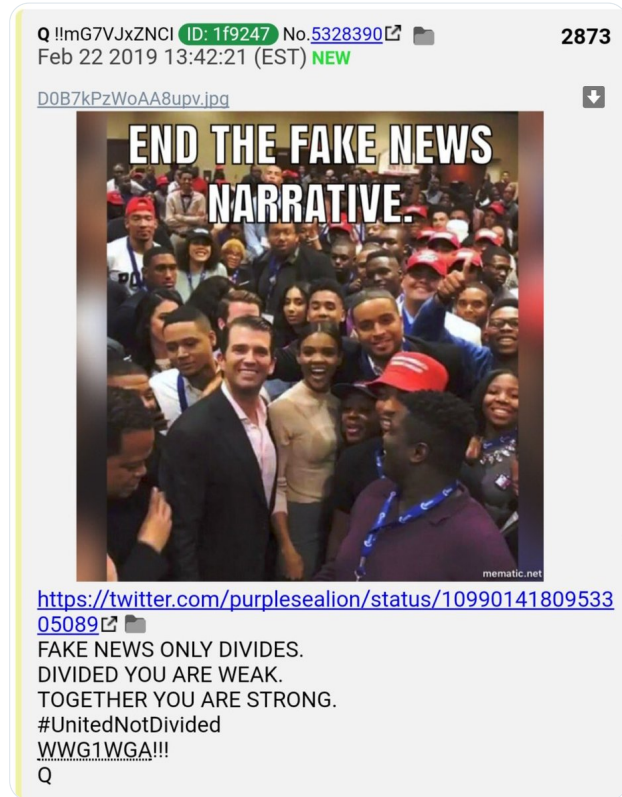 Q !!mG7VJxZNCI ID: 1f9247 No.5328390 2873
Feb 22 2019 13:42:21 (EST) NEW
D0B7kPzWoAA8upv.jpg
END THE FAKE NEWS
NARRATIVE.
mematic.net
https://twitter.com/purplesealion/status/10990141809533
05089
FAKE NEWS ONLY DIVIDES.
DIVIDED YOU ARE WEAK.
TOGETHER YOU ARE STRONG.
#UnitedNotDivided
WWG1WGA!!!
Q